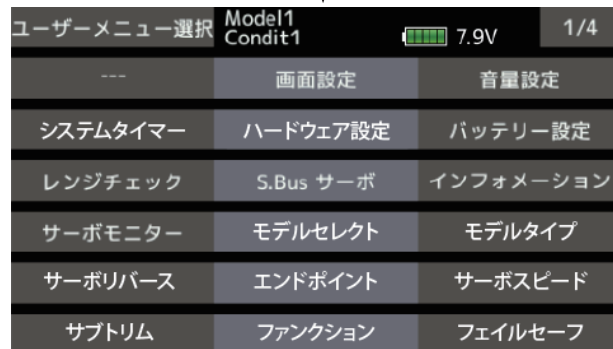 ユーザーメニュー選択 Model1 Condit1 7.9V 1/4
--- 画面設定 音量設定
システムタイマー ハードウェア設定 バッテリー設定
レンジチェック S.Bus サーボ インフォメーション
サーボモニター モデルセレクト モデルタイプ
サーボリバース エンドポイント サーボスピード
サブトリム ファンクション フェイルセーフ